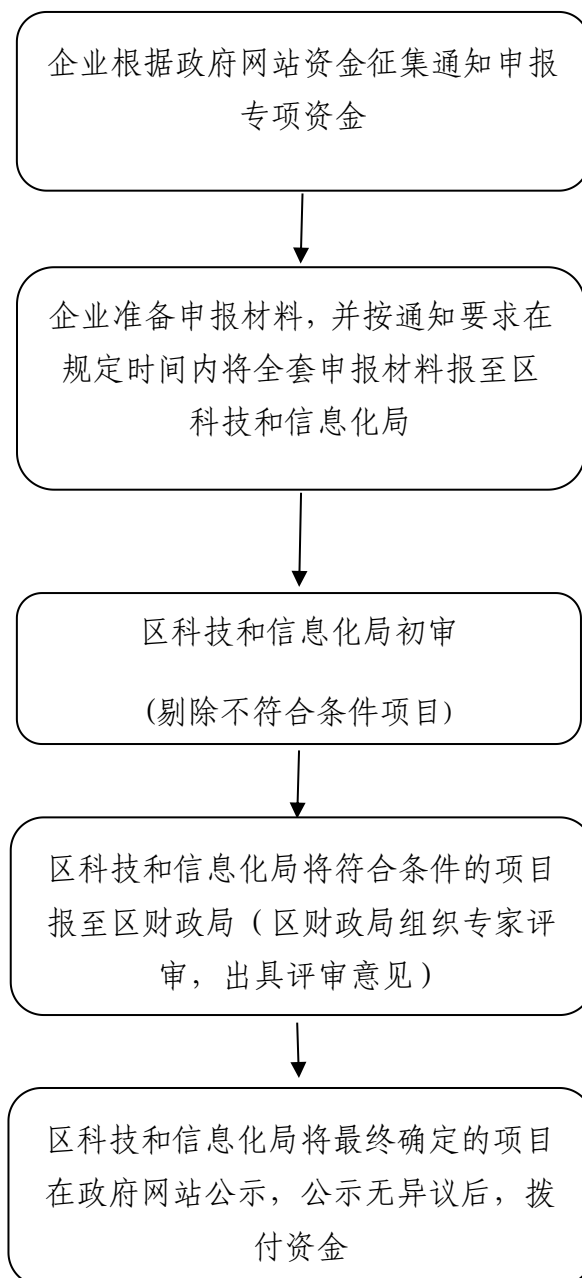 企业根据政府网站资金征集通知申报
专项资金
企业准备申报材料，并按通知要求在
规定时间内将全套申报材料报至区
科技和信息化局
区科技和信息化局初审
(剔除不符合条件项目)
区科技和信息化局将符合条件的项目
报至区财政局（区财政局组织专家评
审，出具评审意见）
区科技和信息化局将最终确定的项目
在政府网站公示，公示无异议后，拨
付资金